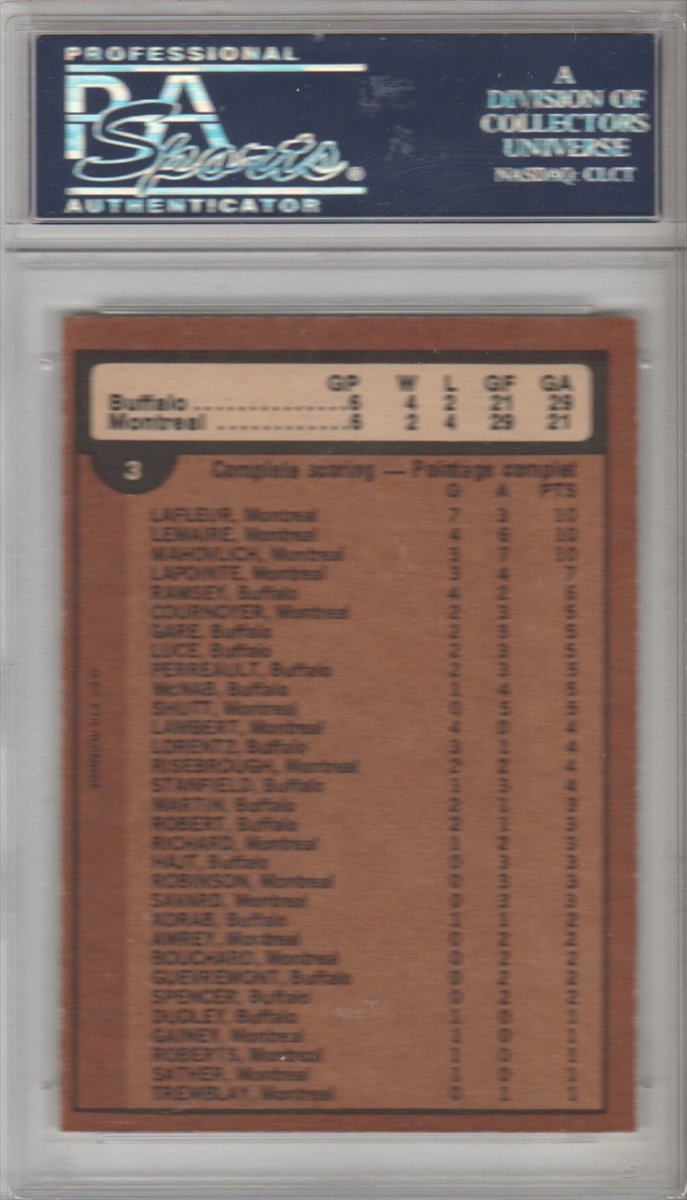 PROFESSIONAL
PSA
Sports®
AUTHENTICATOR
A
DIVISION OF
COLLECTORS
UNIVERSE
NASDAQ: CLCT
GP W L GF GA
Buffalo..............6 4 2 21 29
Montreal ............6 2 4 29 21
3
Complete scoring — Pointage complet
G A PTS
LAFLEUR, Montreal 7 3 10
LEMAIRE, Montreal 4 6 10
MAHOVLICH, Montreal 3 7 10
LAPOINTE, Montreal 3 4 7
RAMSEY, Buffalo 4 2 6
COURNOYER, Montreal 2 3 5
GARE, Buffalo 2 3 5
LUCE, Buffalo 2 3 5
PERREAULT, Buffalo 2 3 5
McNAB, Buffalo 1 4 5
SHUTT, Montreal 0 5 5
LAMBERT, Montreal 4 0 4
LORENTZ, Buffalo 3 1 4
RISEBROUGH, Montreal 2 2 4
STANFIELD, Buffalo 1 3 4
MARTIN, Buffalo 2 1 3
ROBERT, Buffalo 2 1 3
RICHARD, Montreal 1 2 3
HAJT, Buffalo 0 3 3
ROBINSON, Montreal 0 3 3
SAVARD, Montreal 0 3 3
KORAB, Buffalo 1 1 2
AWREY, Montreal 0 2 2
BOUCHARD, Montreal 0 2 2
GUEVREMONT, Buffalo 0 2 2
SPENCER, Buffalo 0 2 2
DUDLEY, Buffalo 1 0 1
GAINEY, Montreal 1 0 1
ROBERTS, Montreal 1 0 1
SATHER, Montreal 1 0 1
TREMBLAY, Montreal 0 1 1